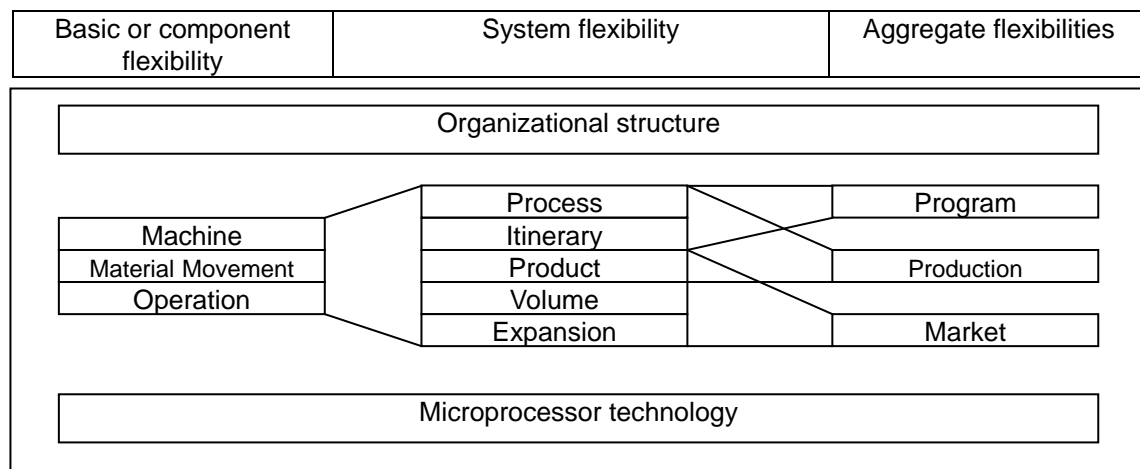 Basic or component
flexibility
System flexibility
Aggregate flexibilities
Organizational structure
Machine
Material Movement
Operation
Process
Itinerary
Product
Volume
Expansion
Program
Production
Market
Microprocessor technology